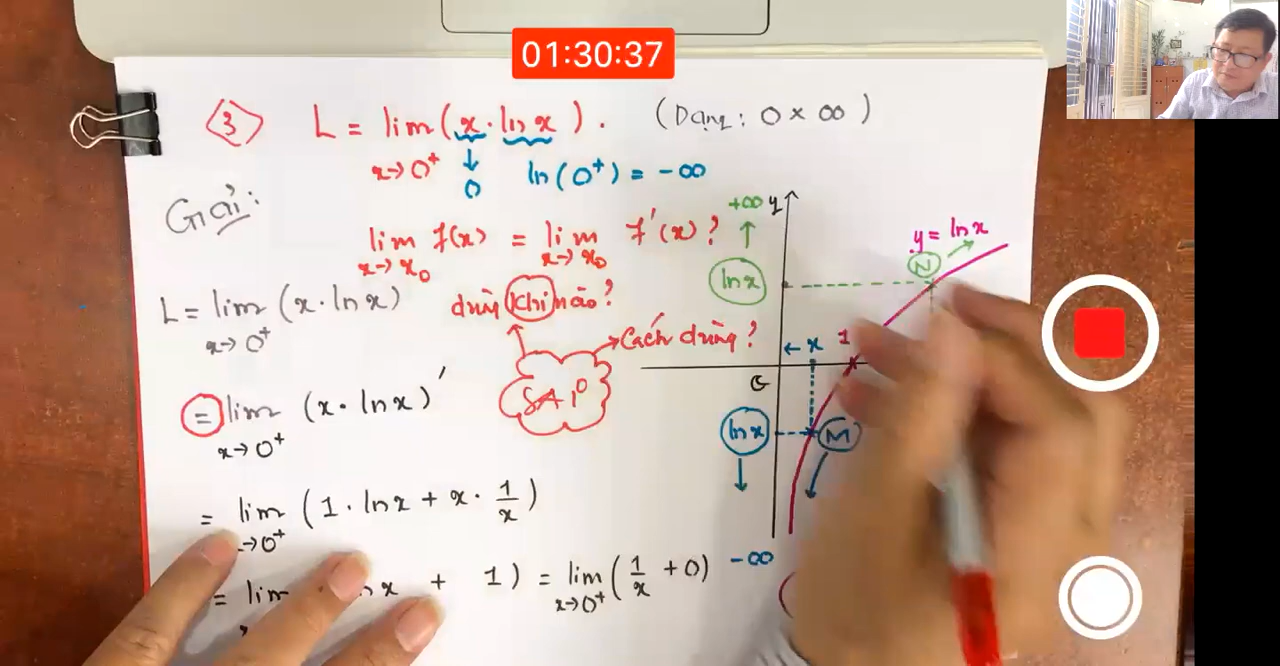 01:30:37
3 L = lim (x . ln x) . (Dạng: 0 × ∞)
x→0⁺ ↓ 0 ln(0⁺) = -∞
Giải:
lim f(x) = lim f'(x) ?
x→x₀ x→x₀
L = lim (x . ln x) dùng khi nào?
x→0⁺
Cách dùng?
SAI
= lim (x . ln x)'
x→0⁺
= lim (1 . ln x + x . 1/x)
→0⁺
= lim x + 1) = lim (1/x + 0)
x→0⁺
+∞ y
y = ln x
N
ln x
← x 1
ln x M
-∞